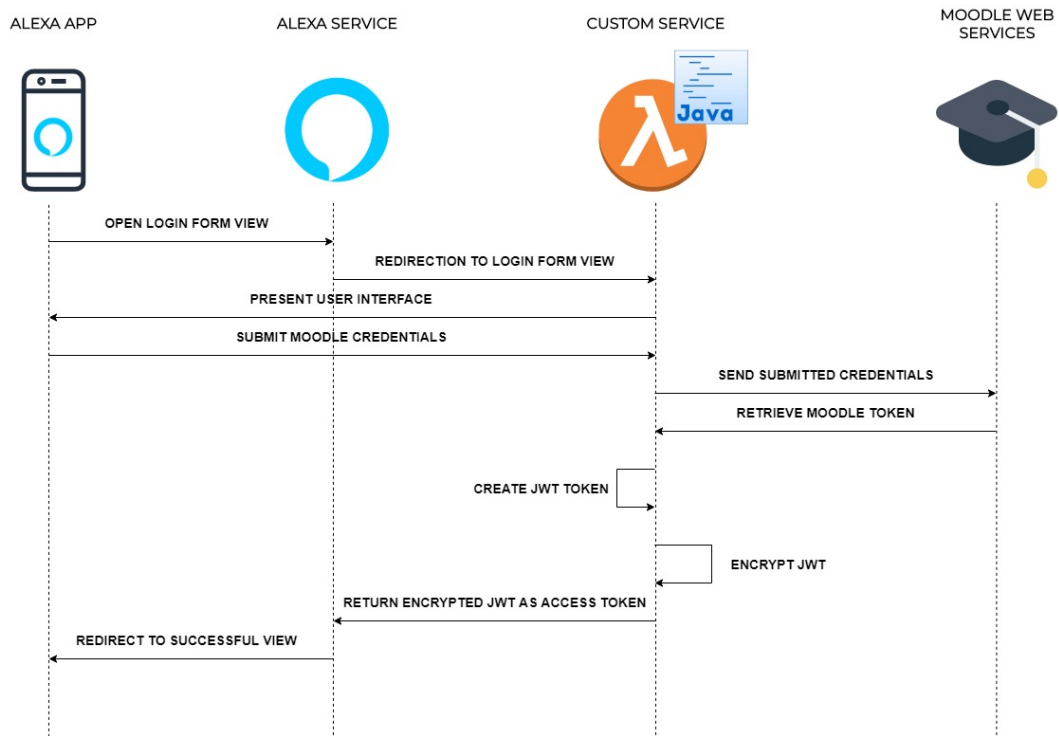 ALEXA APP
ALEXA SERVICE
CUSTOM SERVICE
MOODLE WEB
SERVICES
Java
OPEN LOGIN FORM VIEW
REDIRECTION TO LOGIN FORM VIEW
PRESENT USER INTERFACE
SUBMIT MOODLE CREDENTIALS
SEND SUBMITTED CREDENTIALS
RETRIEVE MOODLE TOKEN
CREATE JWT TOKEN
ENCRYPT JWT
RETURN ENCRYPTED JWT AS ACCESS TOKEN
REDIRECT TO SUCCESSFUL VIEW